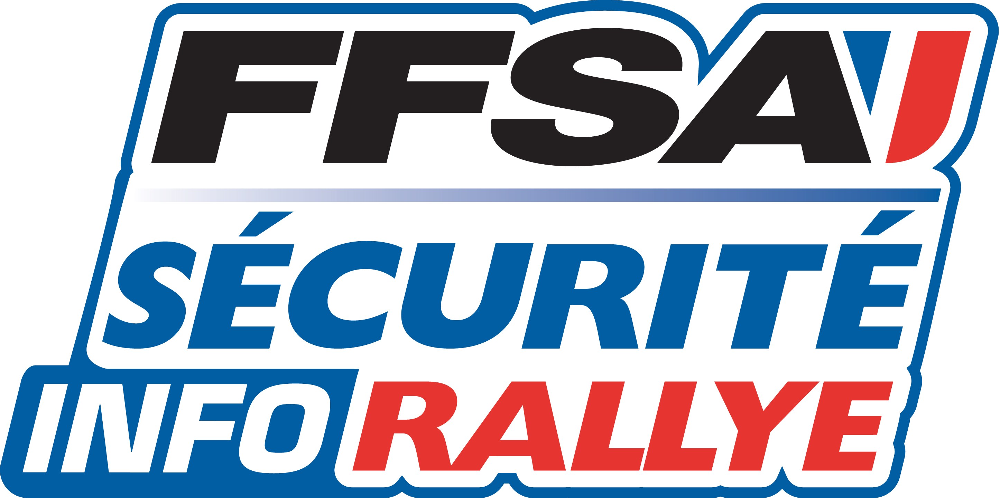 FFSA
SÉCURITÉ
INFO RALLYE